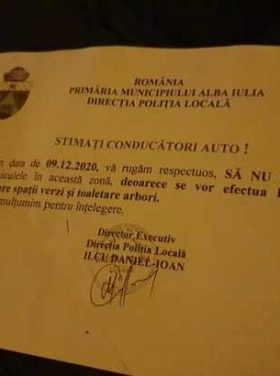 ROMÂNIA
PRIMĂRIA MUNICIPIULUI ALBA IULIA
DIRECȚIA POLIȚIA LOCALĂ
STIMAȚI CONDUCĂTORI AUTO !
n data de 09.12.2020, vă rugăm respectuos, SĂ NU
iculele în această zonă, deoarece se vor efectua l
are spații verzi și toaletare arbori.
mulțumim pentru înțelegere.
Director Executiv
Direcția Poliția Locală
ILCU DANIEL-IOAN